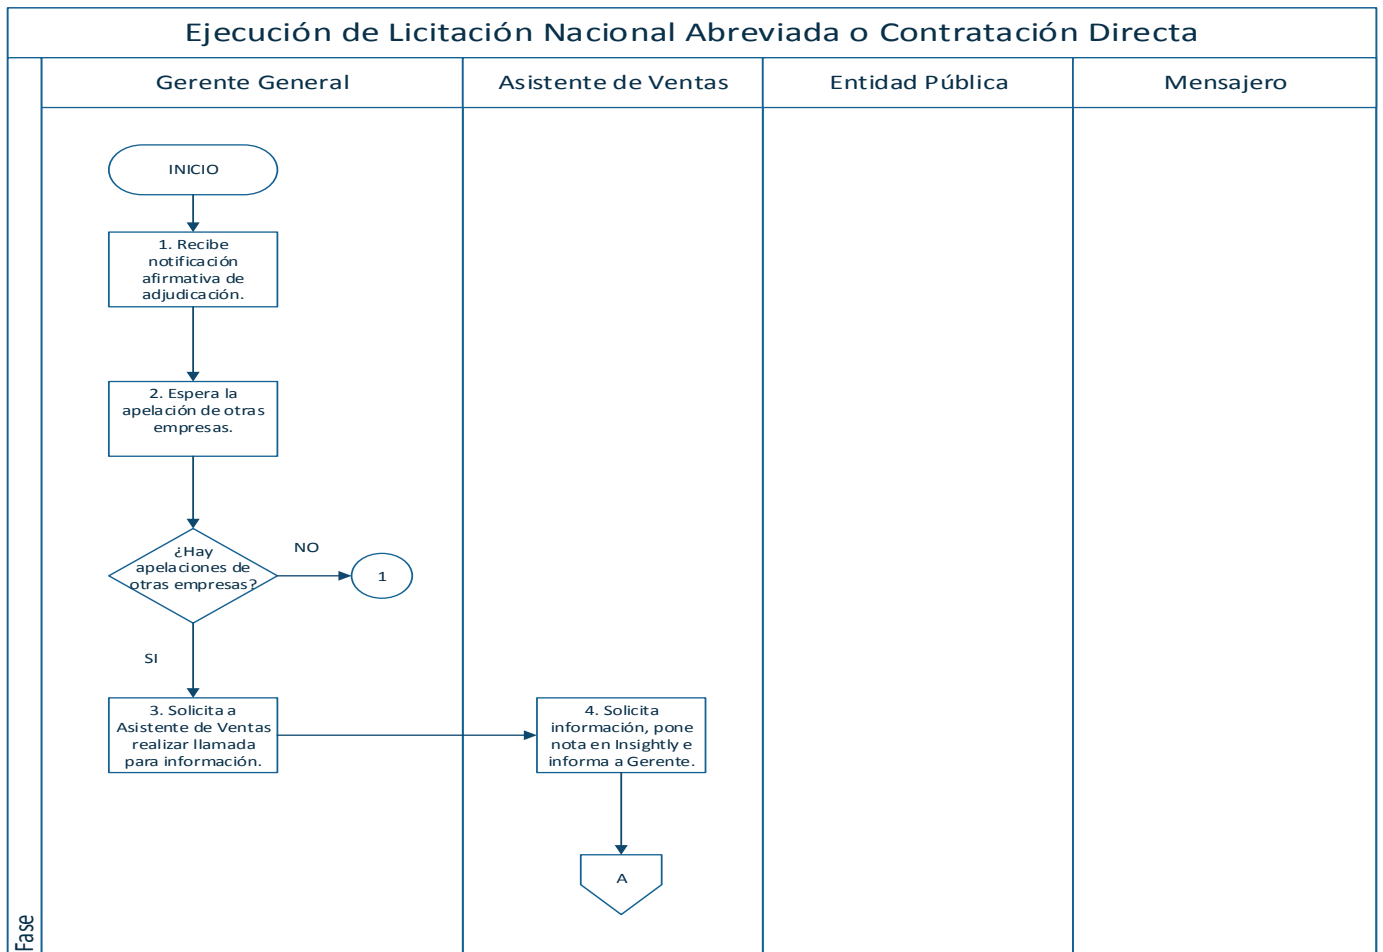 Ejecución de Licitación Nacional Abreviada o Contratación Directa
Gerente General
Asistente de Ventas
Entidad Pública
Mensajero
INICIO
1. Recibe
notificación
afirmativa de
adjudicación.
2. Espera la
apelación de otras
empresas.
¿Hay
apelaciones de
otras empresas?
NO
1
SI
3. Solicita a
Asistente de Ventas
realizar llamada
para información.
4. Solicita
información, pone
nota en Insightly e
informa a Gerente.
A
Fase